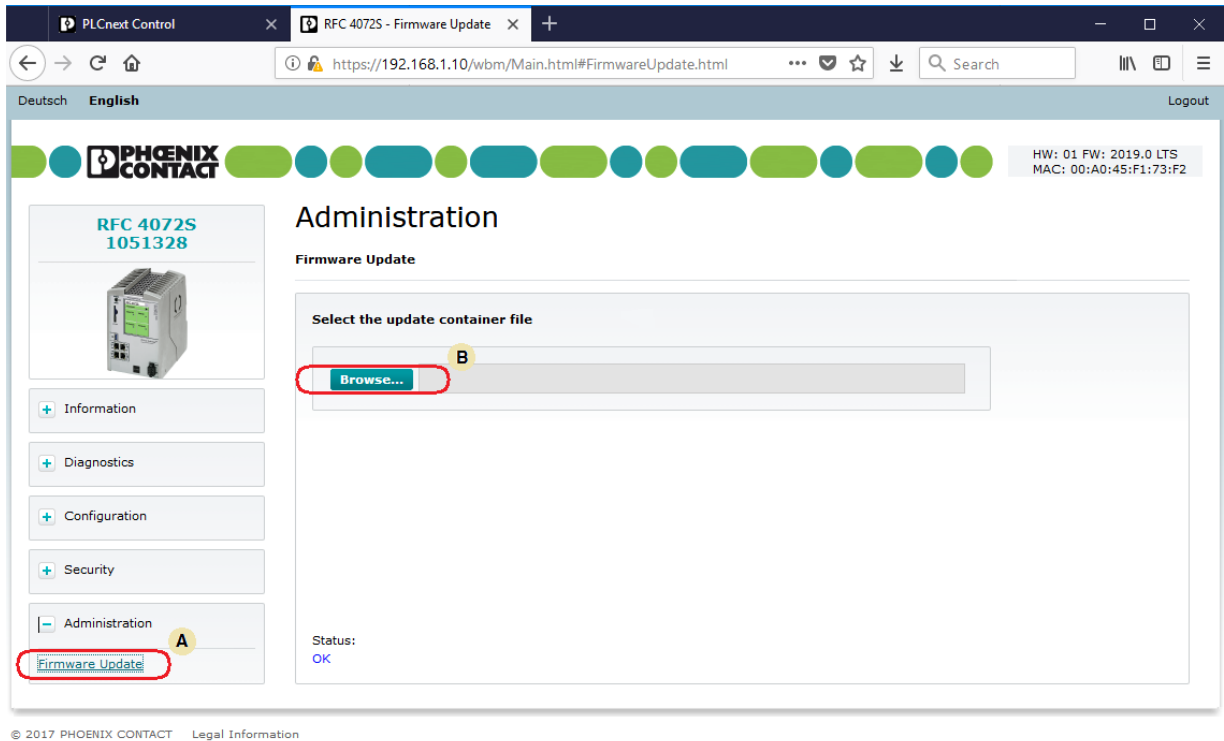 PLCnext Control
RFC 4072S - Firmware Update
https://192.168.1.10/wbm/Main.html#FirmwareUpdate.html
Search
Deutsch English
Logout
PHŒNIX
CONTACT
HW: 01 FW: 2019.0 LTS
MAC: 00:A0:45:F1:73:F2
RFC 4072S
1051328
Information
Diagnostics
Configuration
Security
Administration
A
Firmware Update
Administration
Firmware Update
Select the update container file
B
Browse...
Status:
OK
© 2017 PHOENIX CONTACT Legal Information